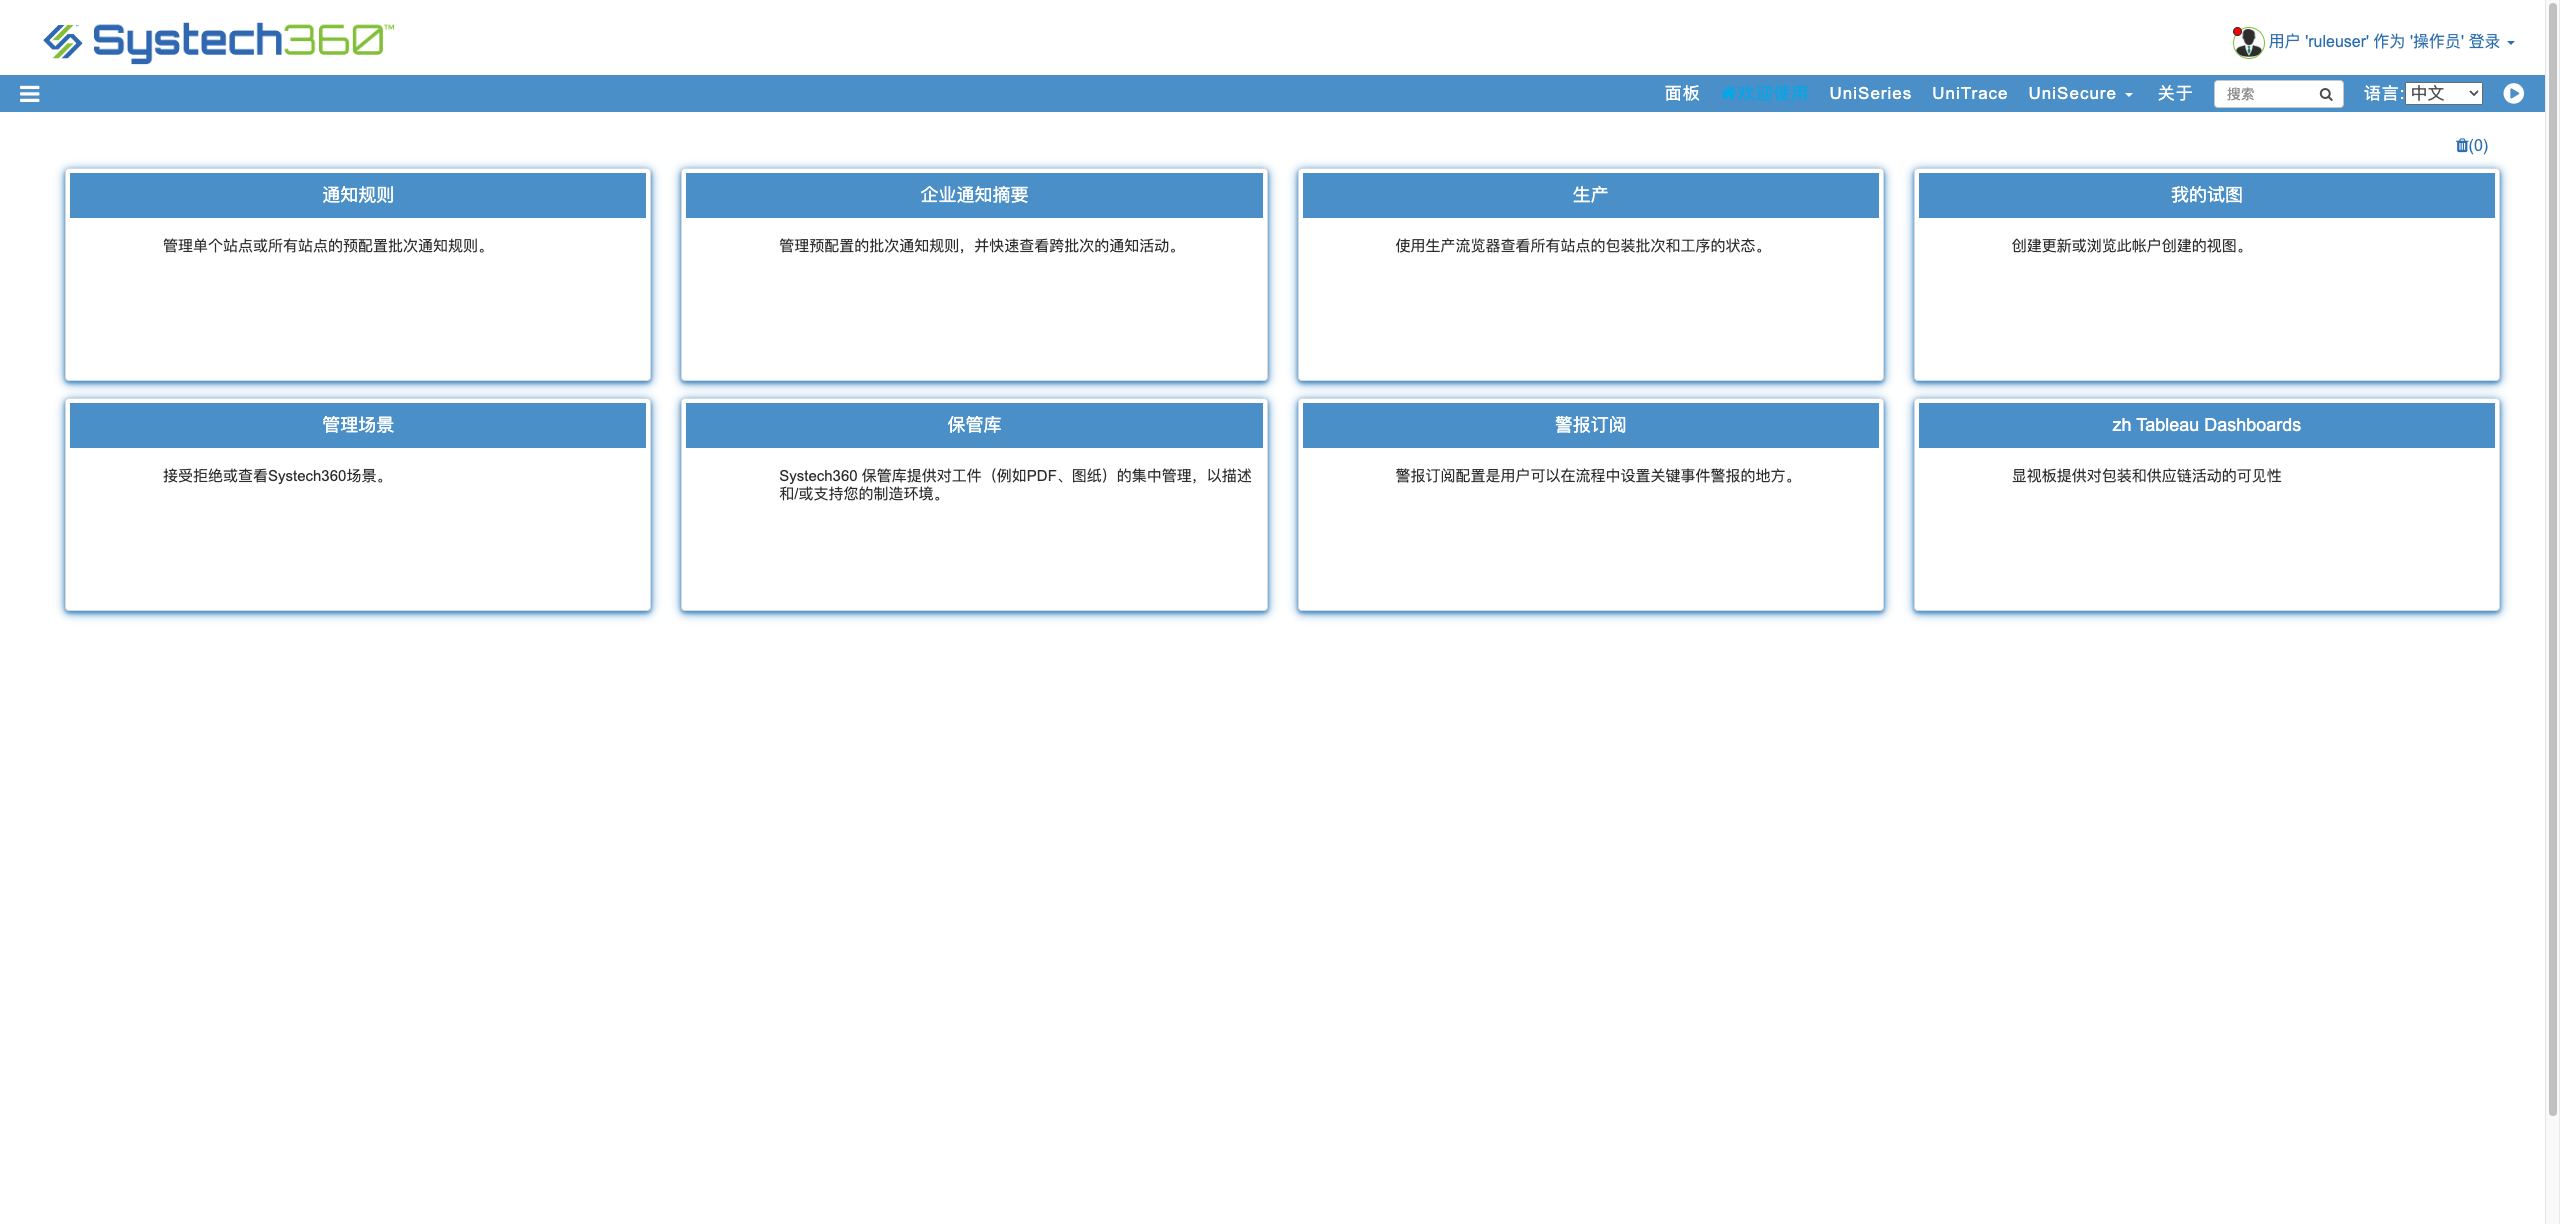 Systech360™
用户 'ruleuser' 作为 '操作员' 登录
面板 欢迎使用 UniSeries UniTrace UniSecure 关于 搜索 语言: 中文
(0)
通知规则
管理单个站点或所有站点的预配置批次通知规则。
企业通知摘要
管理预配置的批次通知规则，并快速查看跨批次的通知活动。
生产
使用生产流览器查看所有站点的包装批次和工序的状态。
我的试图
创建更新或浏览此帐户创建的视图。
管理场景
接受拒绝或查看Systech360场景。
保管库
Systech360 保管库提供对工件（例如PDF、图纸）的集中管理，以描述
和/或支持您的制造环境。
警报订阅
警报订阅配置是用户可以在流程中设置关键事件警报的地方。
zh Tableau Dashboards
显视板提供对包装和供应链活动的可见性